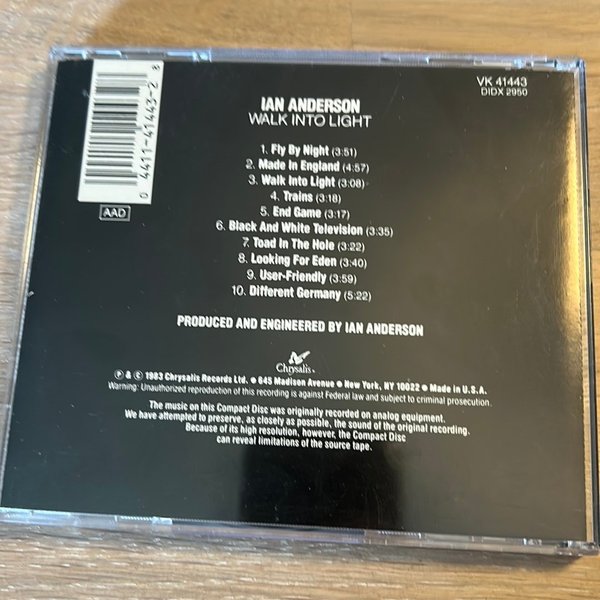 0 4411-41443-2 8
AAD
VK 41443
DIDX 2950
IAN ANDERSON
WALK INTO LIGHT
1. Fly By Night (3:51)
2. Made In England (4:57)
3. Walk Into Light (3:08)
4. Trains (3:18)
5. End Game (3:17)
6. Black And White Television (3:35)
7. Toad In The Hole (3:22)
8. Looking For Eden (3:40)
9. User-Friendly (3:59)
10. Different Germany (5:22)
PRODUCED AND ENGINEERED BY IAN ANDERSON
Chrysalis
℗ & © 1983 Chrysalis Records Ltd. ● 645 Madison Avenue ● New York, NY 10022 ● Made in U.S.A.
Warning: Unauthorized reproduction of this recording is against Federal law and subject to criminal prosecution.
The music on this Compact Disc was originally recorded on analog equipment.
We have attempted to preserve, as closely as possible, the sound of the original recording.
Because of its high resolution, however, the Compact Disc
can reveal limitations of the source tape.